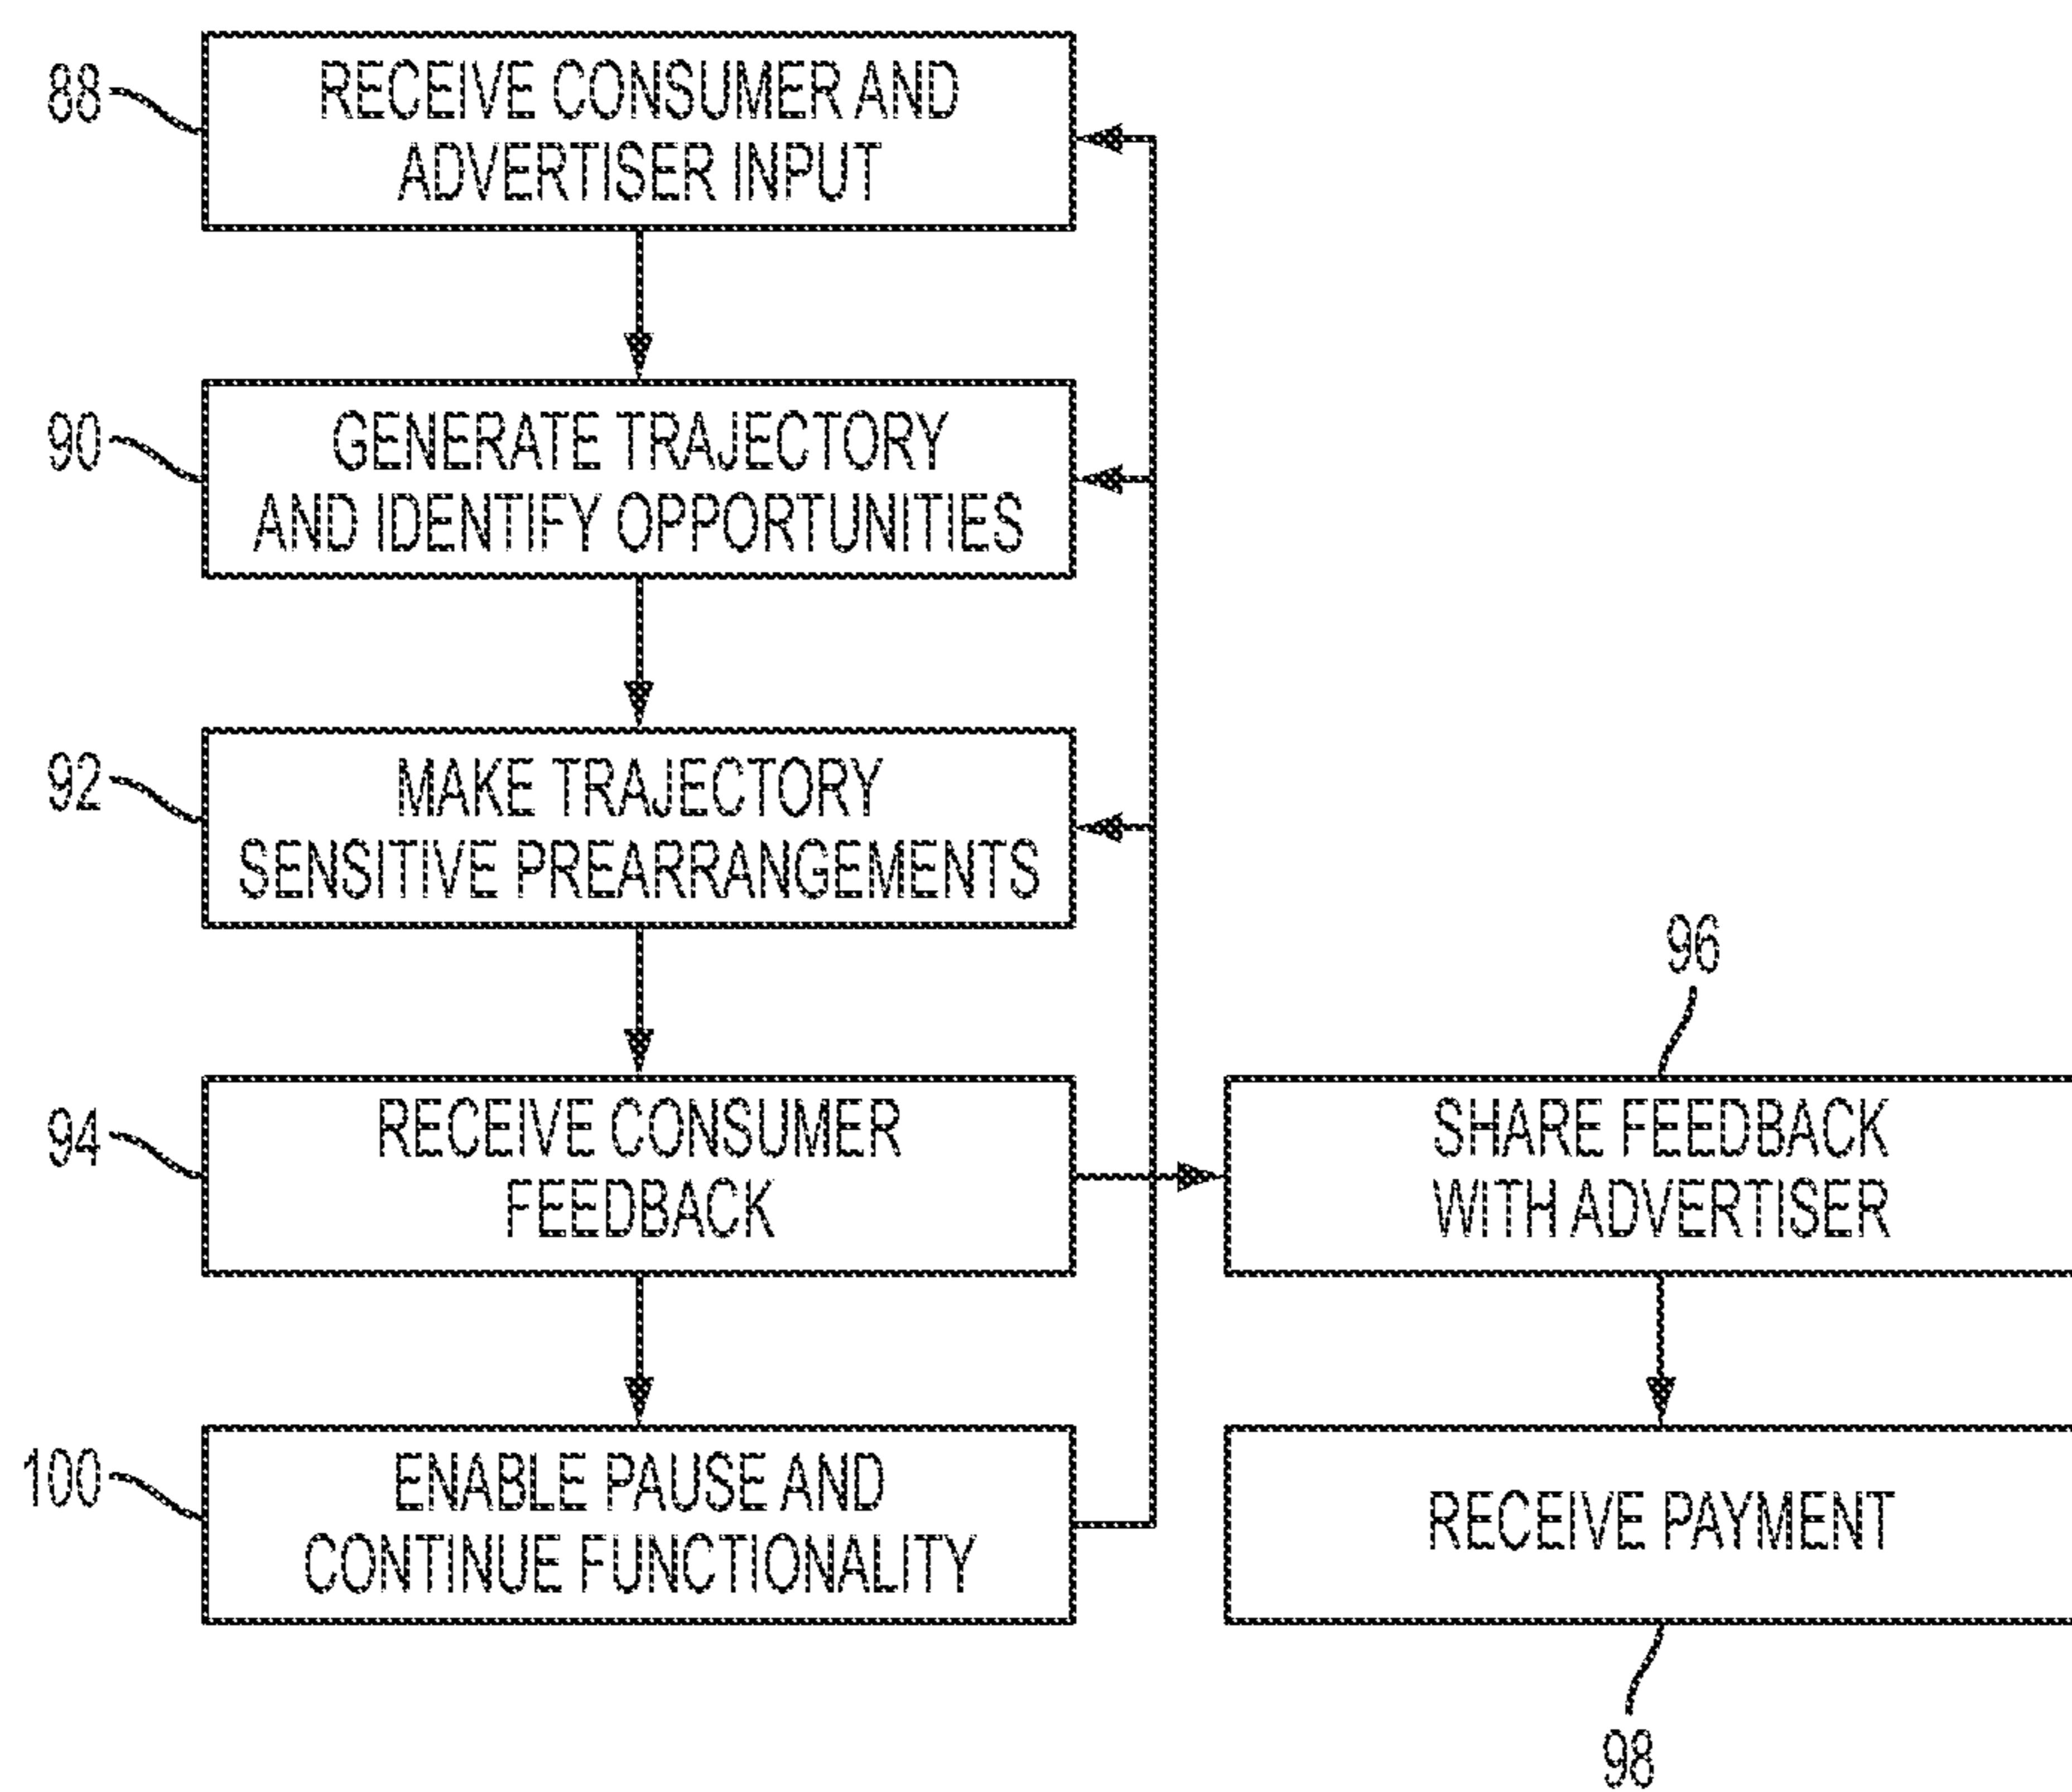 88
RECEIVE CONSUMER AND
ADVERTISER INPUT
90
GENERATE TRAJECTORY
AND IDENTIFY OPPORTUNITIES
92
MAKE TRAJECTORY
SENSITIVE PREARRANGEMENTS
94
RECEIVE CONSUMER
FEEDBACK
96
SHARE FEEDBACK
WITH ADVERTISER
100
ENABLE PAUSE AND
CONTINUE FUNCTIONALITY
RECEIVE PAYMENT
98